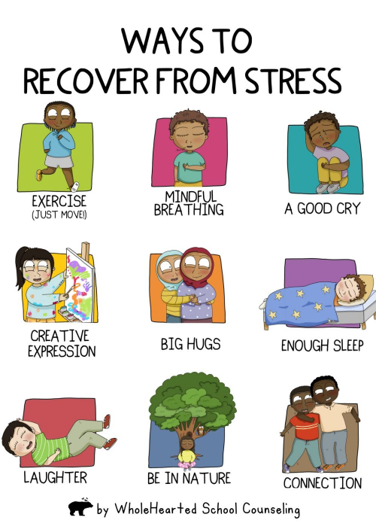 WAYS TO
RECOVER FROM STRESS
EXERCISE
(JUST MOVE!)
MINDFUL
BREATHING
A GOOD CRY
CREATIVE
EXPRESSION
BIG HUGS
ENOUGH SLEEP
LAUGHTER
BE IN NATURE
CONNECTION
by WholeHearted School Counseling